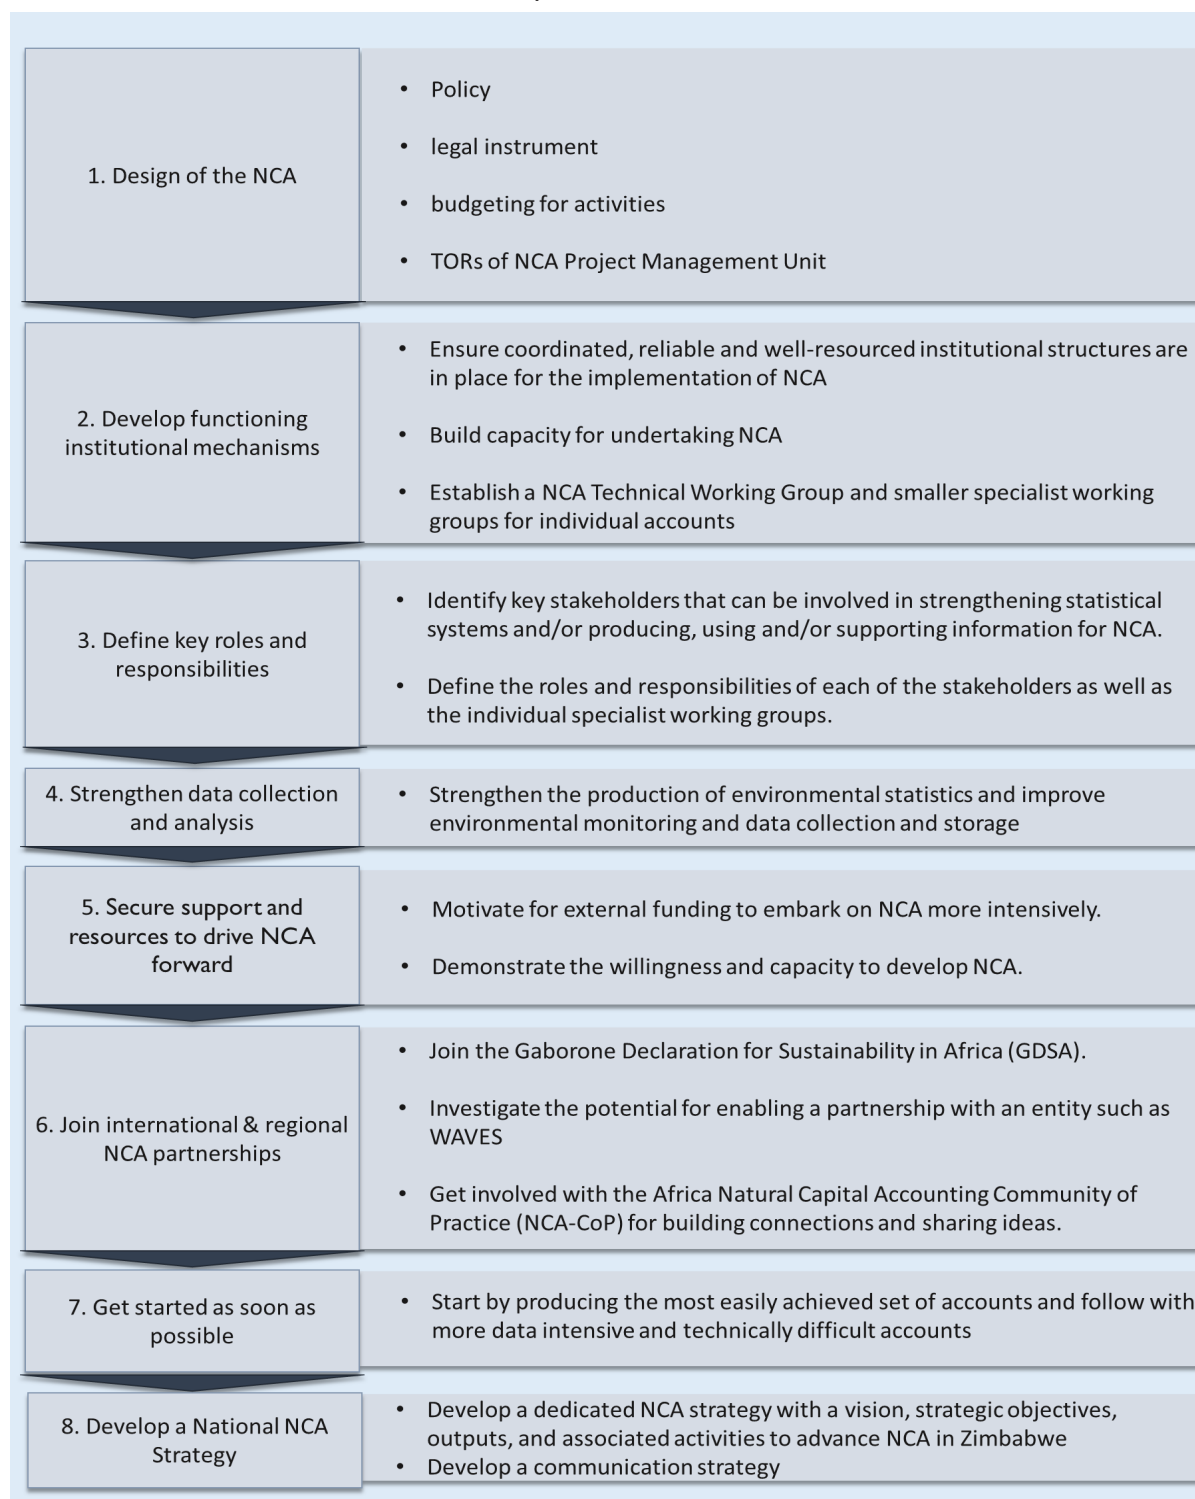 1. Design of the NCA
• Policy
• legal instrument
• budgeting for activities
• TORs of NCA Project Management Unit
2. Develop functioning
institutional mechanisms
• Ensure coordinated, reliable and well-resourced institutional structures are
in place for the implementation of NCA
• Build capacity for undertaking NCA
• Establish a NCA Technical Working Group and smaller specialist working
groups for individual accounts
3. Define key roles and
responsibilities
• Identify key stakeholders that can be involved in strengthening statistical
systems and/or producing, using and/or supporting information for NCA.
• Define the roles and responsibilities of each of the stakeholders as well as
the individual specialist working groups.
4. Strengthen data collection
and analysis
• Strengthen the production of environmental statistics and improve
environmental monitoring and data collection and storage
5. Secure support and
resources to drive NCA
forward
• Motivate for external funding to embark on NCA more intensively.
• Demonstrate the willingness and capacity to develop NCA.
6. Join international & regional
NCA partnerships
• Join the Gaborone Declaration for Sustainability in Africa (GDSA).
• Investigate the potential for enabling a partnership with an entity such as
WAVES
• Get involved with the Africa Natural Capital Accounting Community of
Practice (NCA-CoP) for building connections and sharing ideas.
7. Get started as soon as
possible
• Start by producing the most easily achieved set of accounts and follow with
more data intensive and technically difficult accounts
8. Develop a National NCA
Strategy
• Develop a dedicated NCA strategy with a vision, strategic objectives,
outputs, and associated activities to advance NCA in Zimbabwe
• Develop a communication strategy